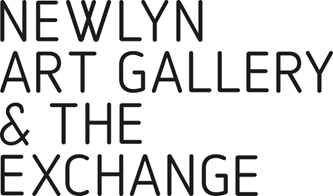 NEWLYN
ART GALLERY
& THE
EXCHANGE